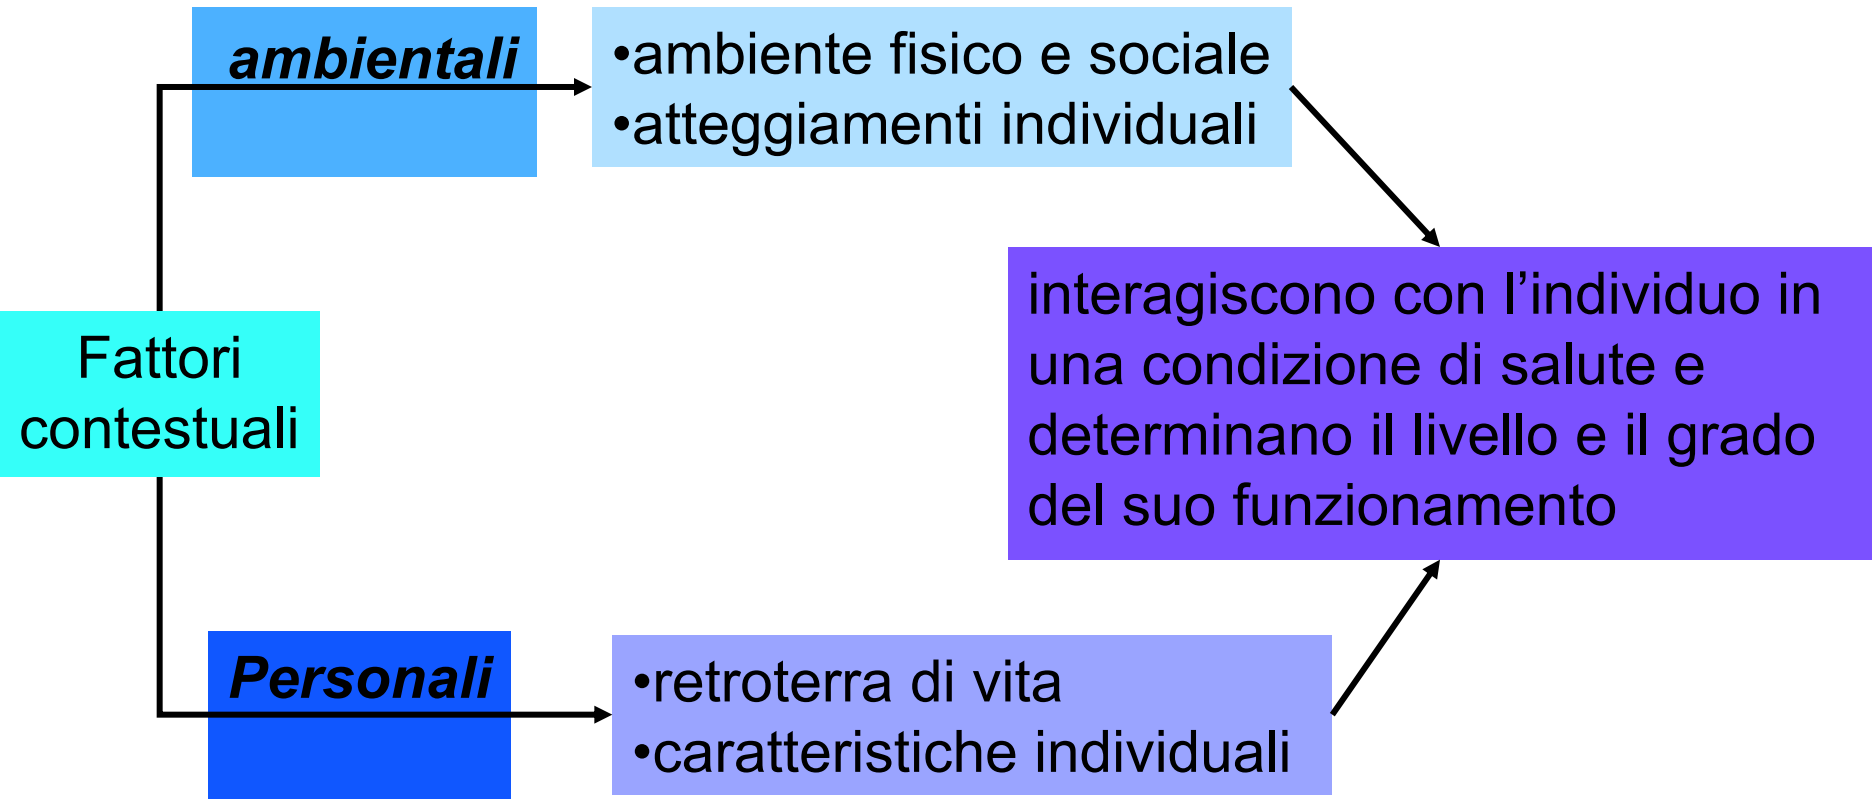 ambientali
•ambiente fisico e sociale
•atteggiamenti individuali
Fattori
contestuali
interagiscono con l’individuo in
una condizione di salute e
determinano il livello e il grado
del suo funzionamento
Personali
•retroterra di vita
•caratteristiche individuali